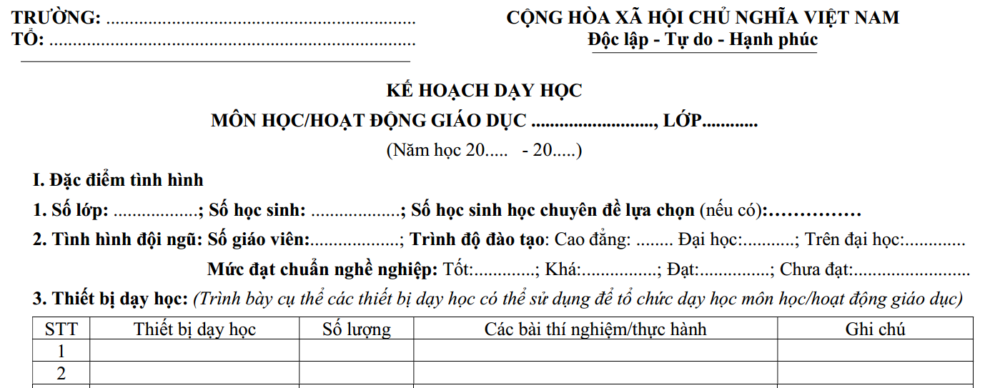 TRƯỜNG: ..................................................................
CỘNG HÒA XÃ HỘI CHỦ NGHĨA VIỆT NAM
TỔ: ..............................................................................
Độc lập - Tự do - Hạnh phúc
KẾ HOẠCH DẠY HỌC
MÔN HỌC/HOẠT ĐỘNG GIÁO DỤC .........................., LỚP............
(Năm học 20..... - 20.....)
I. Đặc điểm tình hình
1. Số lớp: ..................; Số học sinh: ...................; Số học sinh học chuyên đề lựa chọn (nếu có):……………
2. Tình hình đội ngũ: Số giáo viên:...................; Trình độ đào tạo: Cao đẳng: ........ Đại học:...........; Trên đại học:.............
Mức đạt chuẩn nghề nghiệp: Tốt:.............; Khá:................; Đạt:...............; Chưa đạt:.........................
3. Thiết bị dạy học: (Trình bày cụ thể các thiết bị dạy học có thể sử dụng để tổ chức dạy học môn học/hoạt động giáo dục)
STT Thiết bị dạy học Số lượng Các bài thí nghiệm/thực hành Ghi chú
1
2